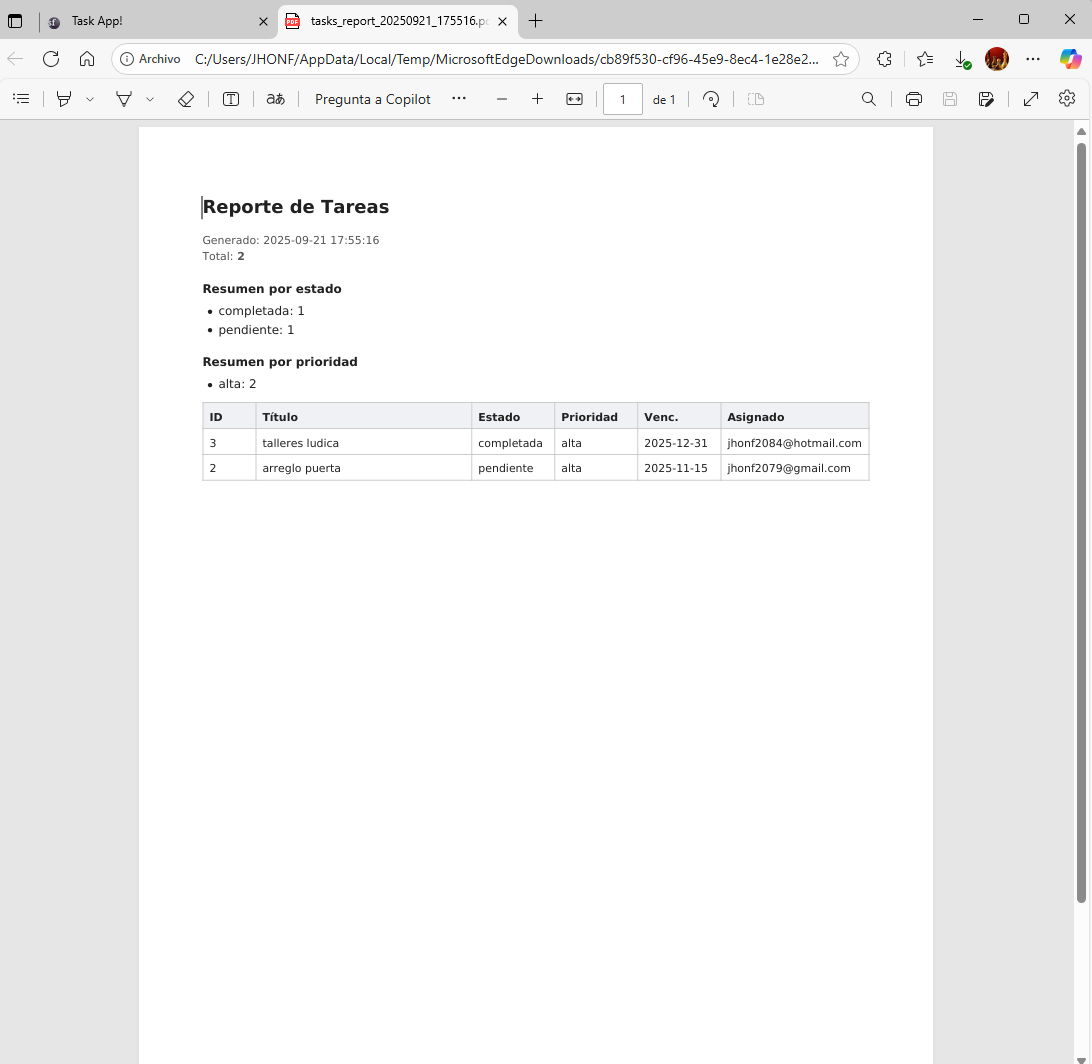 Task App!
tasks_report_20250921_175516.p
Archivo
C:/Users/JHONF/AppData/Local/Temp/MicrosoftEdgeDownloads/cb89f530-cf96-45e9-8ec4-1e28e2...
aあ
Pregunta a Copilot
1
de 1
Reporte de Tareas
Generado: 2025-09-21 17:55:16
Total: 2
Resumen por estado
• completada: 1
• pendiente: 1
Resumen por prioridad
• alta: 2
ID Título Estado Prioridad Venc. Asignado
3 talleres ludica completada alta 2025-12-31 jhonf2084@hotmail.com
2 arreglo puerta pendiente alta 2025-11-15 jhonf2079@gmail.com